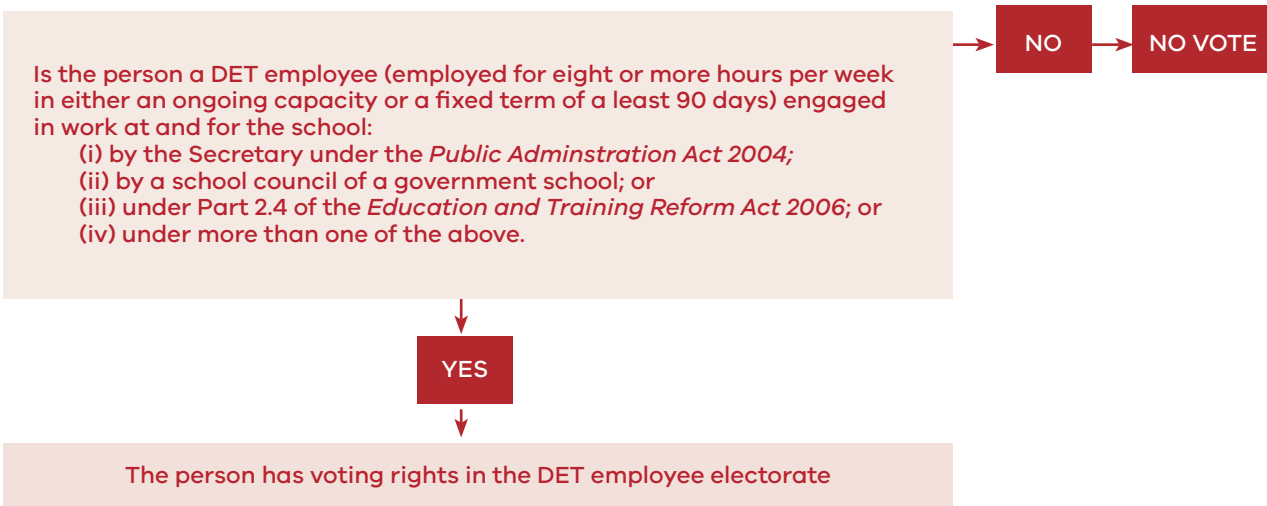 Is the person a DET employee (employed for eight or more hours per week
in either an ongoing capacity or a fixed term of a least 90 days) engaged
in work at and for the school:
(i) by the Secretary under the Public Adminstration Act 2004;
(ii) by a school council of a government school; or
(iii) under Part 2.4 of the Education and Training Reform Act 2006; or
(iv) under more than one of the above.
NO
NO VOTE
YES
The person has voting rights in the DET employee electorate